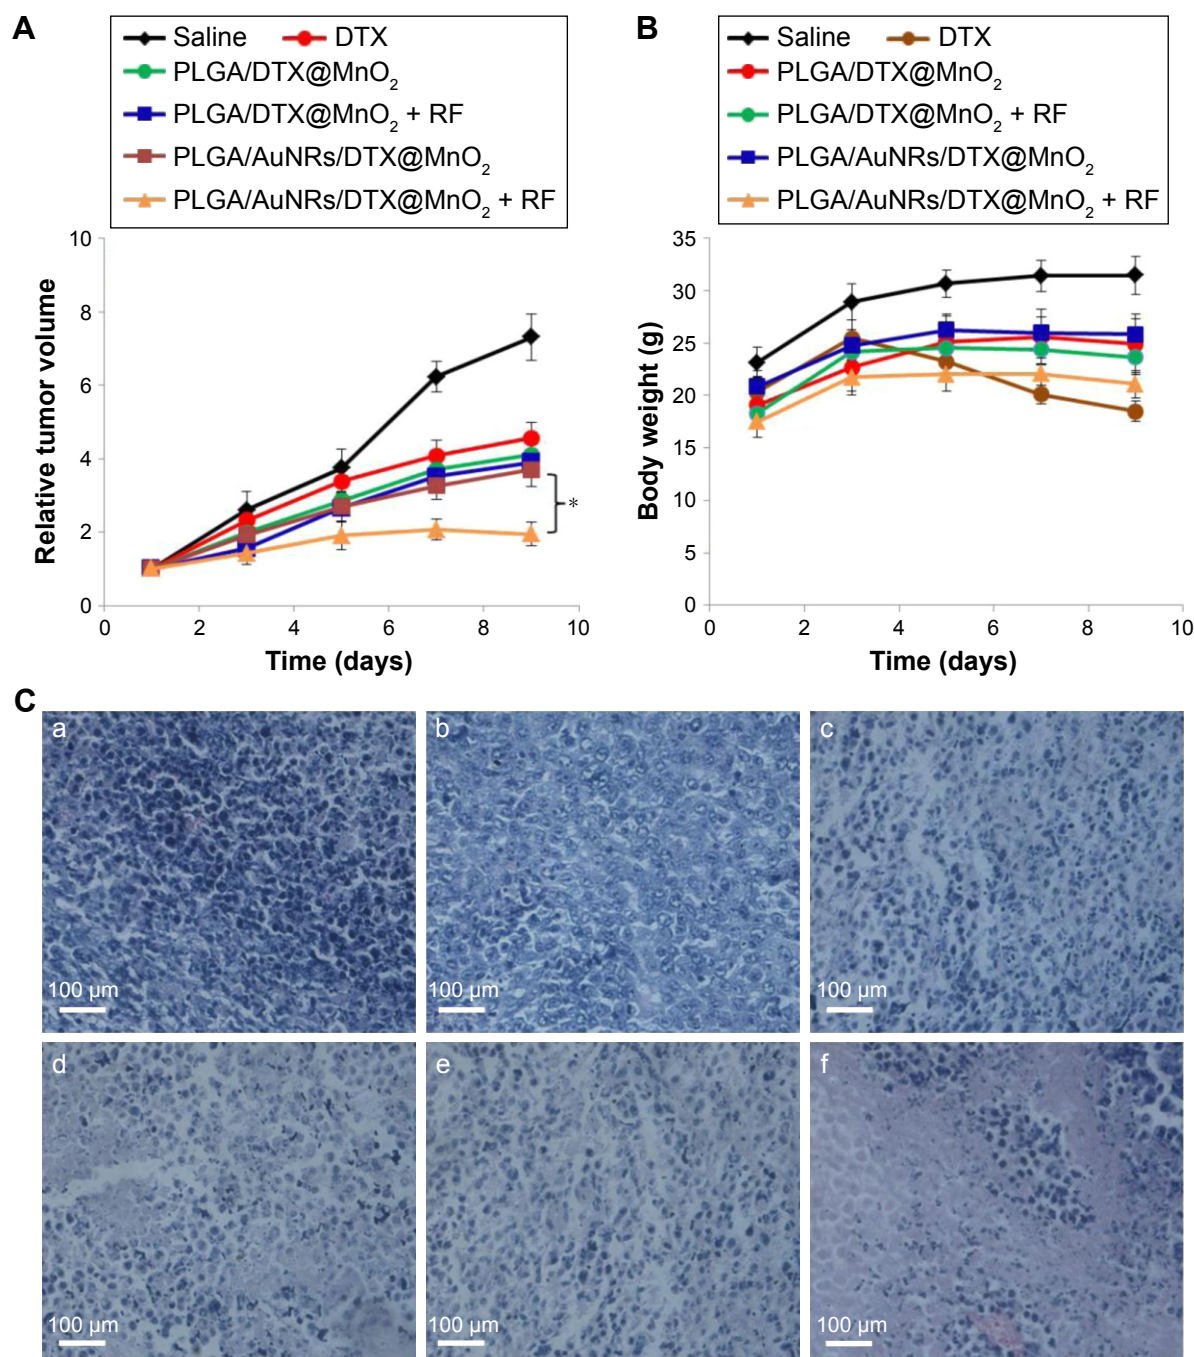 A
Saline DTX
PLGA/DTX@MnO₂
PLGA/DTX@MnO₂ + RF
PLGA/AuNRs/DTX@MnO₂
PLGA/AuNRs/DTX@MnO₂ + RF
Relative tumor volume
10
8
6
4
2
0
0 2 4 6 8 10
Time (days)
*
B
Saline DTX
PLGA/DTX@MnO₂
PLGA/DTX@MnO₂ + RF
PLGA/AuNRs/DTX@MnO₂
PLGA/AuNRs/DTX@MnO₂ + RF
Body weight (g)
35
30
25
20
15
10
5
0
0 2 4 6 8 10
Time (days)
C
a
100 µm
b
100 µm
c
100 µm
d
100 µm
e
100 µm
f
100 µm